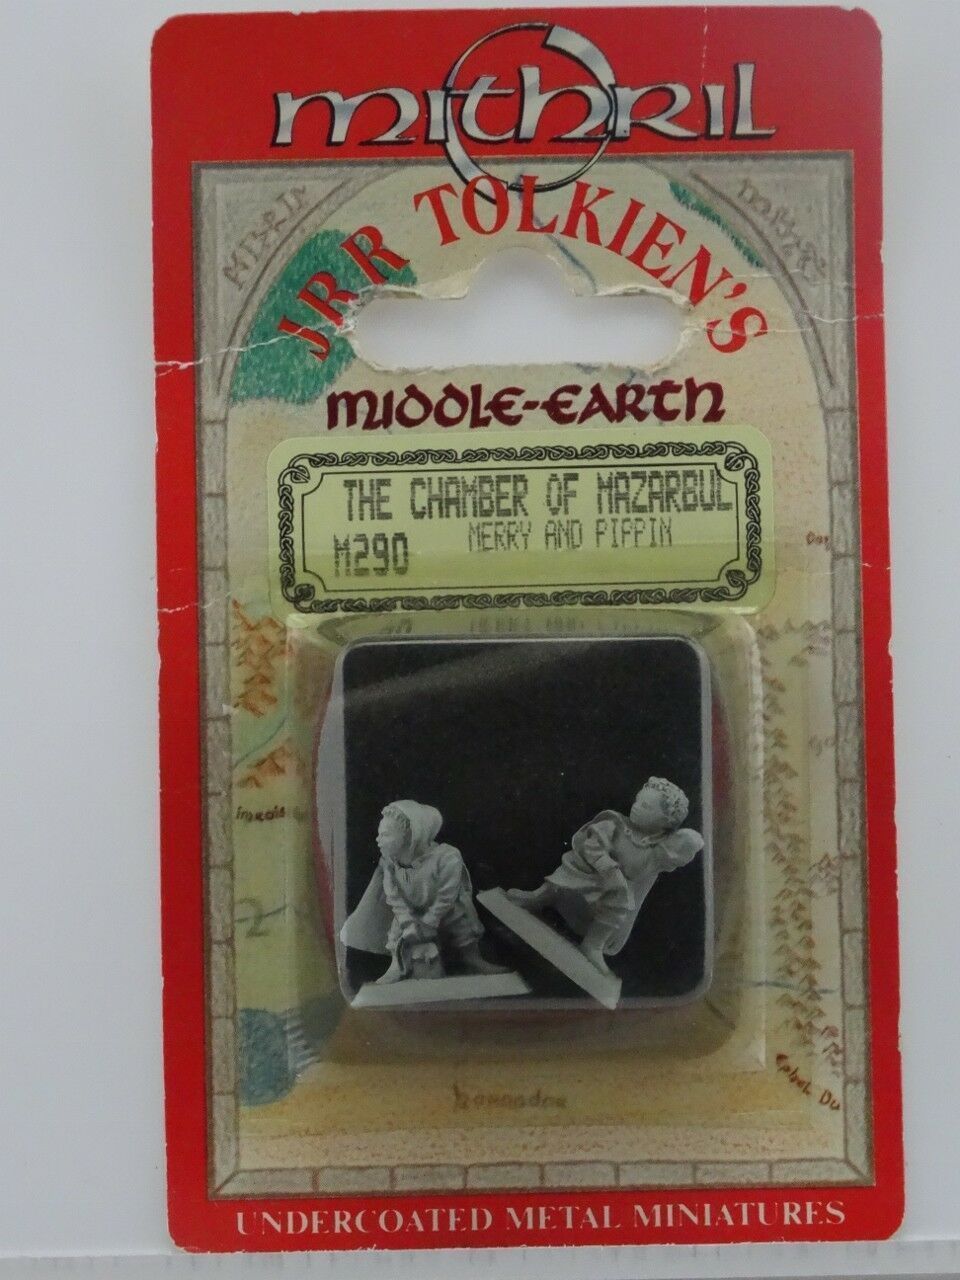 mithril
JRR TOLKIEN'S
MIDDLE-EARTH
THE CHAMBER OF MAZARBUL
MERRY AND PIPPIN
M290
UNDERCOATED METAL MINIATURES